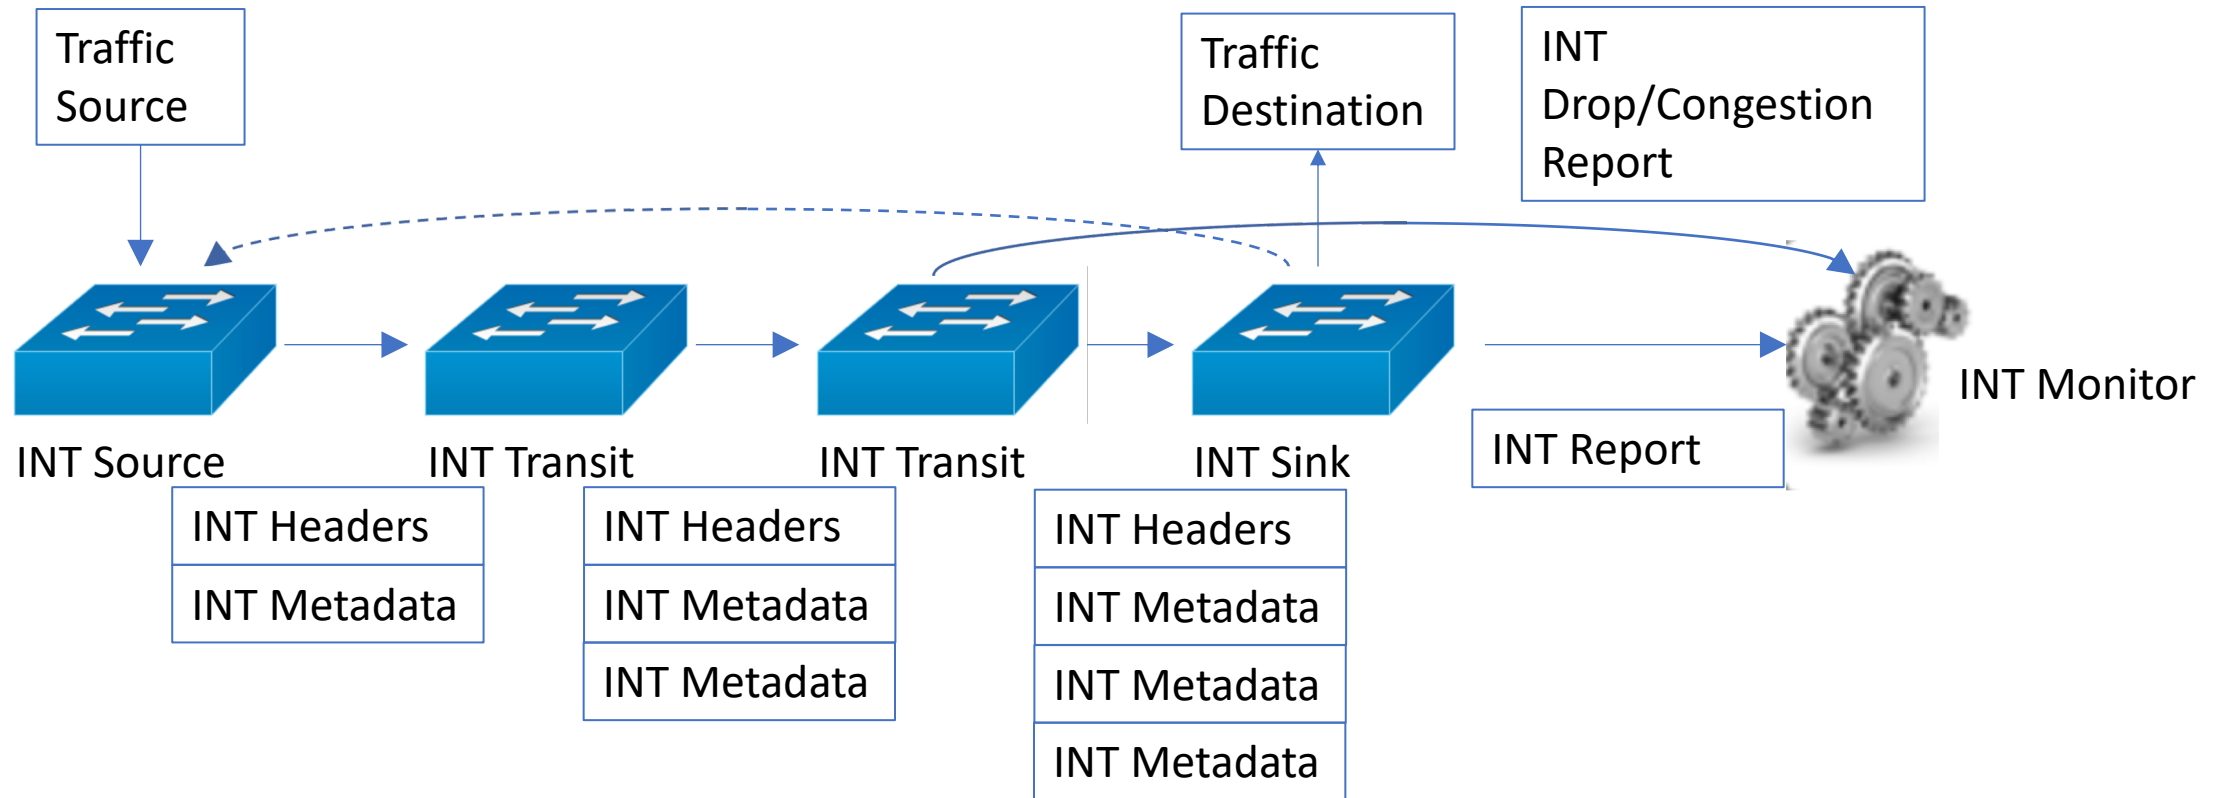 Traffic
Source
Traffic
Destination
INT
Drop/Congestion
Report
INT Monitor
INT Source
INT Transit
INT Transit
INT Sink
INT Report
INT Headers
INT Metadata
INT Headers
INT Metadata
INT Metadata
INT Headers
INT Metadata
INT Metadata
INT Metadata